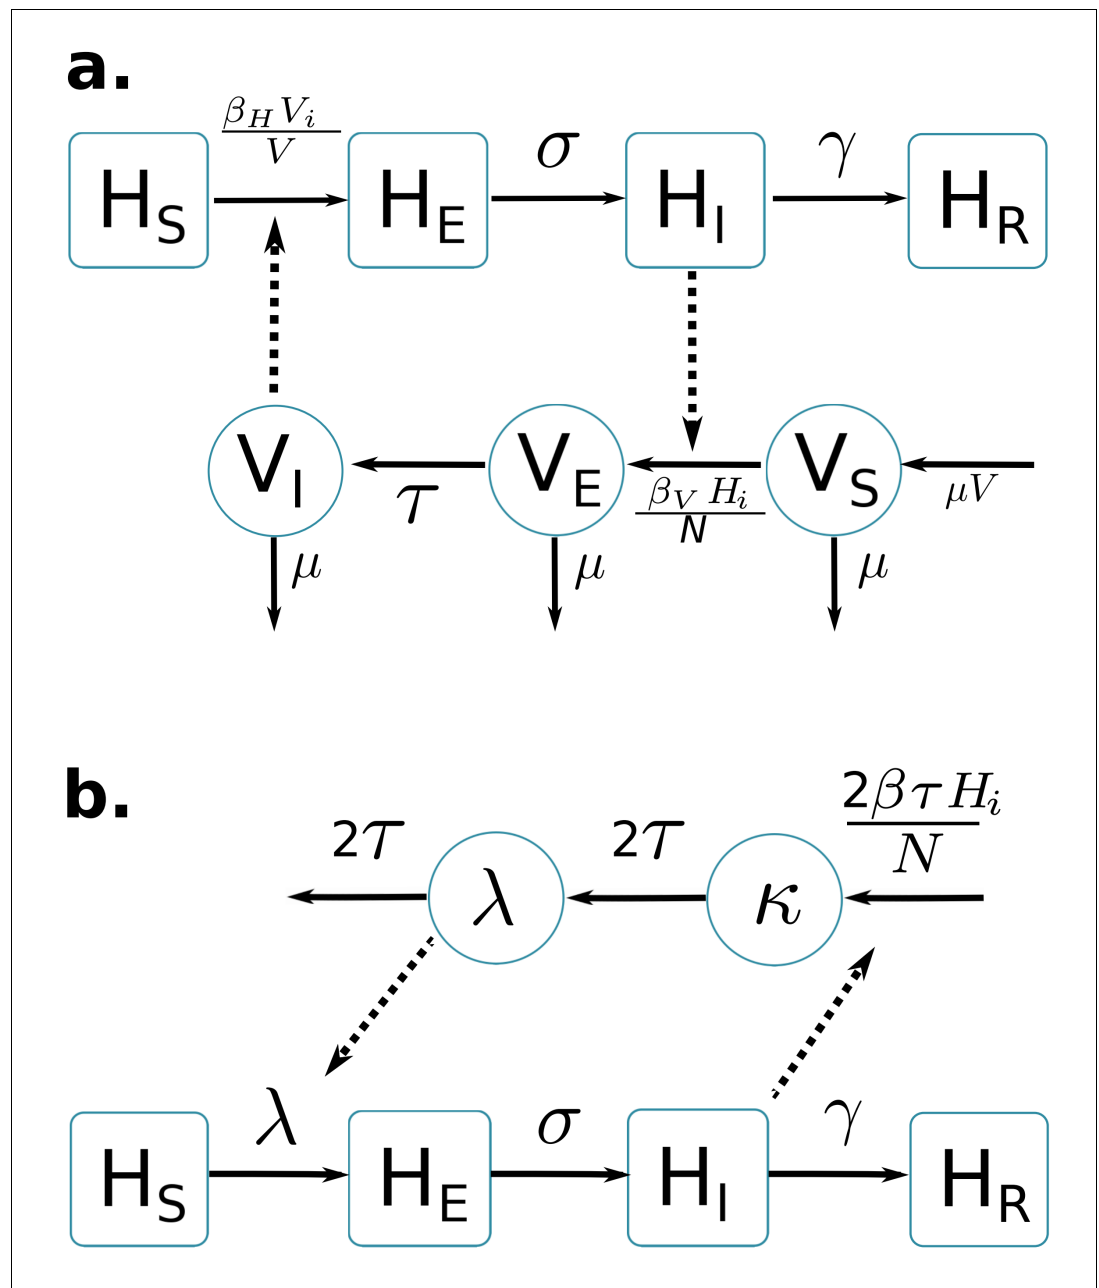 a.
β_H V_i / V
σ
γ
H_S
H_E
H_I
H_R
V_I
V_E
V_S
τ
β_V H_i / N
μV
μ
μ
μ
b.
2τ
2τ
2βτH_i / N
λ
κ
λ
σ
γ
H_S
H_E
H_I
H_R